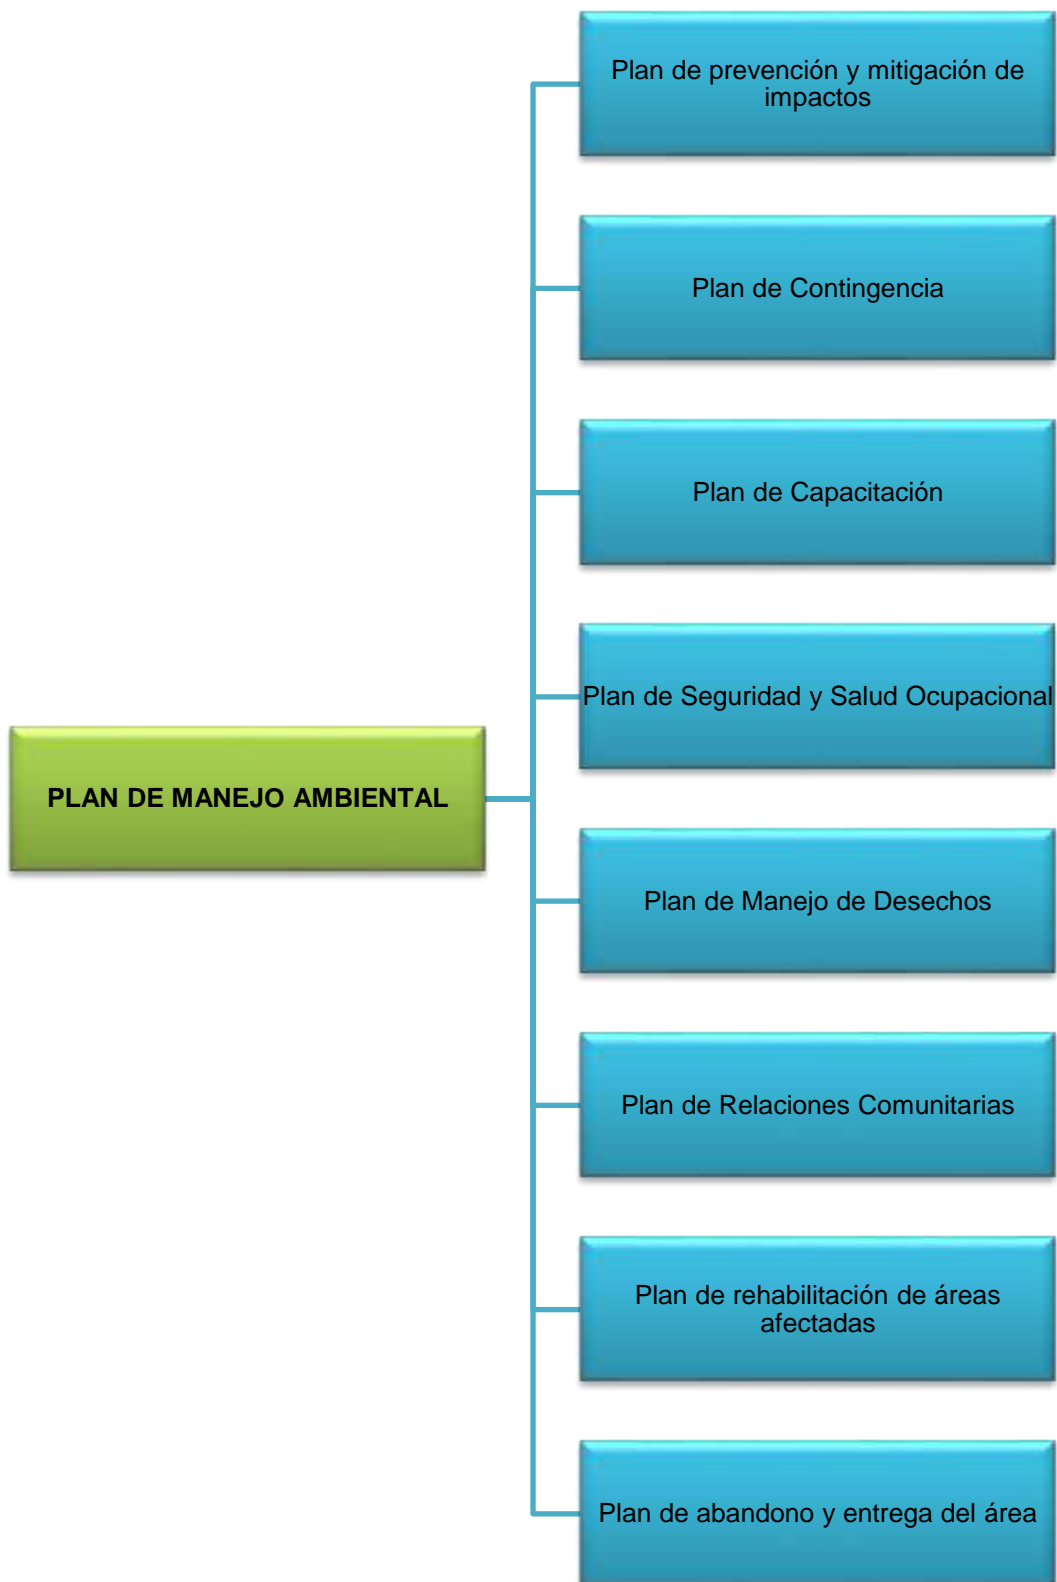 PLAN DE MANEJO AMBIENTAL
Plan de prevención y mitigación de
impactos
Plan de Contingencia
Plan de Capacitación
Plan de Seguridad y Salud Ocupacional
Plan de Manejo de Desechos
Plan de Relaciones Comunitarias
Plan de rehabilitación de áreas
afectadas
Plan de abandono y entrega del área